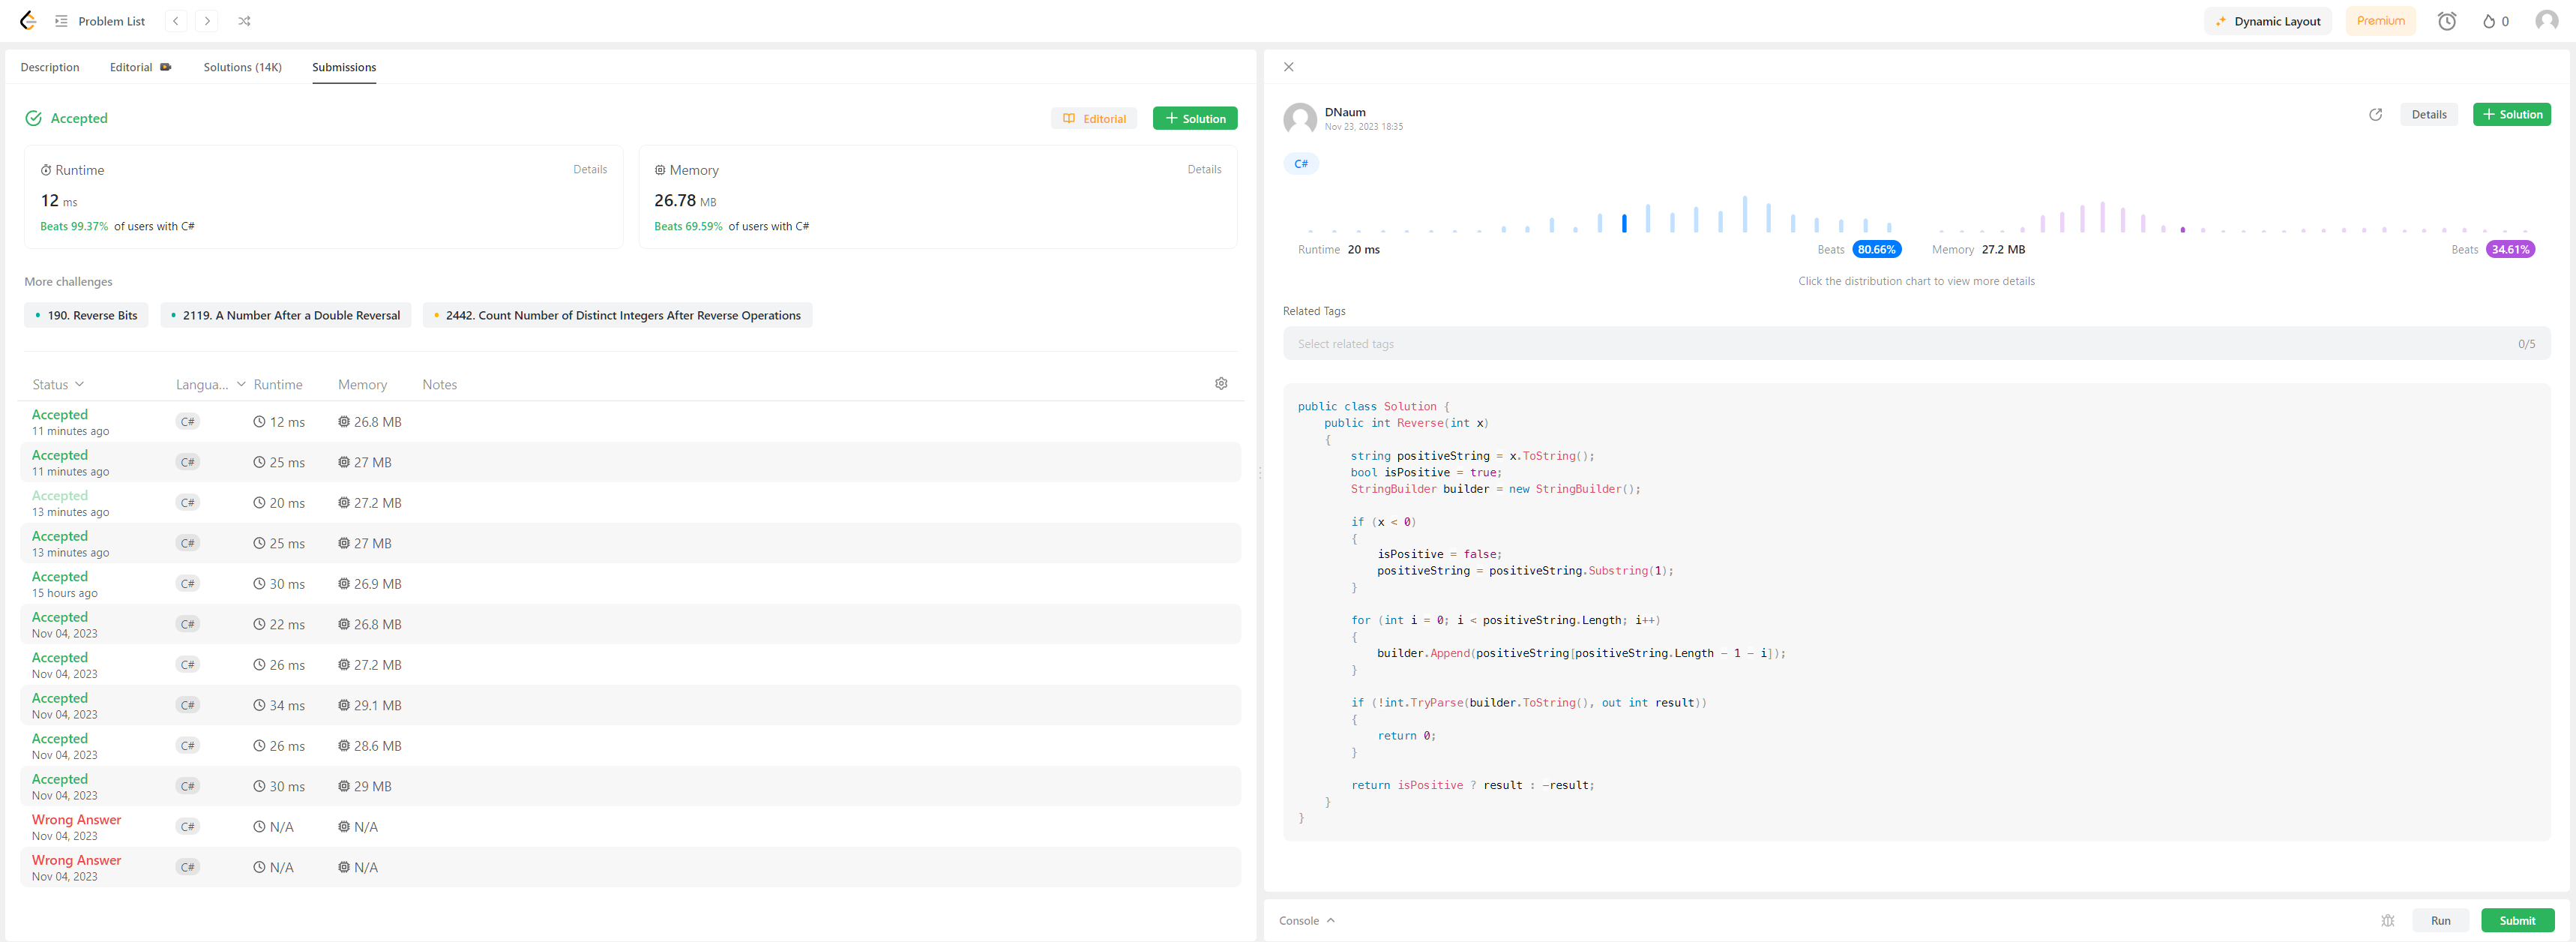 Problem List
Dynamic Layout
Premium
0
Description Editorial Solutions (14K) Submissions
Accepted
Editorial
Solution
Runtime Details
12 ms
Beats 99.37% of users with C#
Memory Details
26.78 MB
Beats 69.59% of users with C#
More challenges
190. Reverse Bits
2119. A Number After a Double Reversal
2442. Count Number of Distinct Integers After Reverse Operations
Status Langua... Runtime Memory Notes
Accepted
11 minutes ago
C# 12 ms 26.8 MB
Accepted
11 minutes ago
C# 25 ms 27 MB
Accepted
13 minutes ago
C# 20 ms 27.2 MB
Accepted
13 minutes ago
C# 25 ms 27 MB
Accepted
15 hours ago
C# 30 ms 26.9 MB
Accepted
Nov 04, 2023
C# 22 ms 26.8 MB
Accepted
Nov 04, 2023
C# 26 ms 27.2 MB
Accepted
Nov 04, 2023
C# 34 ms 29.1 MB
Accepted
Nov 04, 2023
C# 26 ms 28.6 MB
Accepted
Nov 04, 2023
C# 30 ms 29 MB
Wrong Answer
Nov 04, 2023
C# N/A N/A
Wrong Answer
Nov 04, 2023
C# N/A N/A
DNaum
Nov 23, 2023 18:35
Details
Solution
C#
Runtime 20 ms Beats 80.66%
Memory 27.2 MB Beats 34.61%
Click the distribution chart to view more details
Related Tags
Select related tags 0/5
public class Solution {
    public int Reverse(int x)
    {
        string positiveString = x.ToString();
        bool isPositive = true;
        StringBuilder builder = new StringBuilder();

        if (x < 0)
        {
            isPositive = false;
            positiveString = positiveString.Substring(1);
        }

        for (int i = 0; i < positiveString.Length; i++)
        {
            builder.Append(positiveString[positiveString.Length - 1 - i]);
        }

        if (!int.TryParse(builder.ToString(), out int result))
        {
            return 0;
        }

        return isPositive ? result : -result;
    }
}
Console
Run
Submit